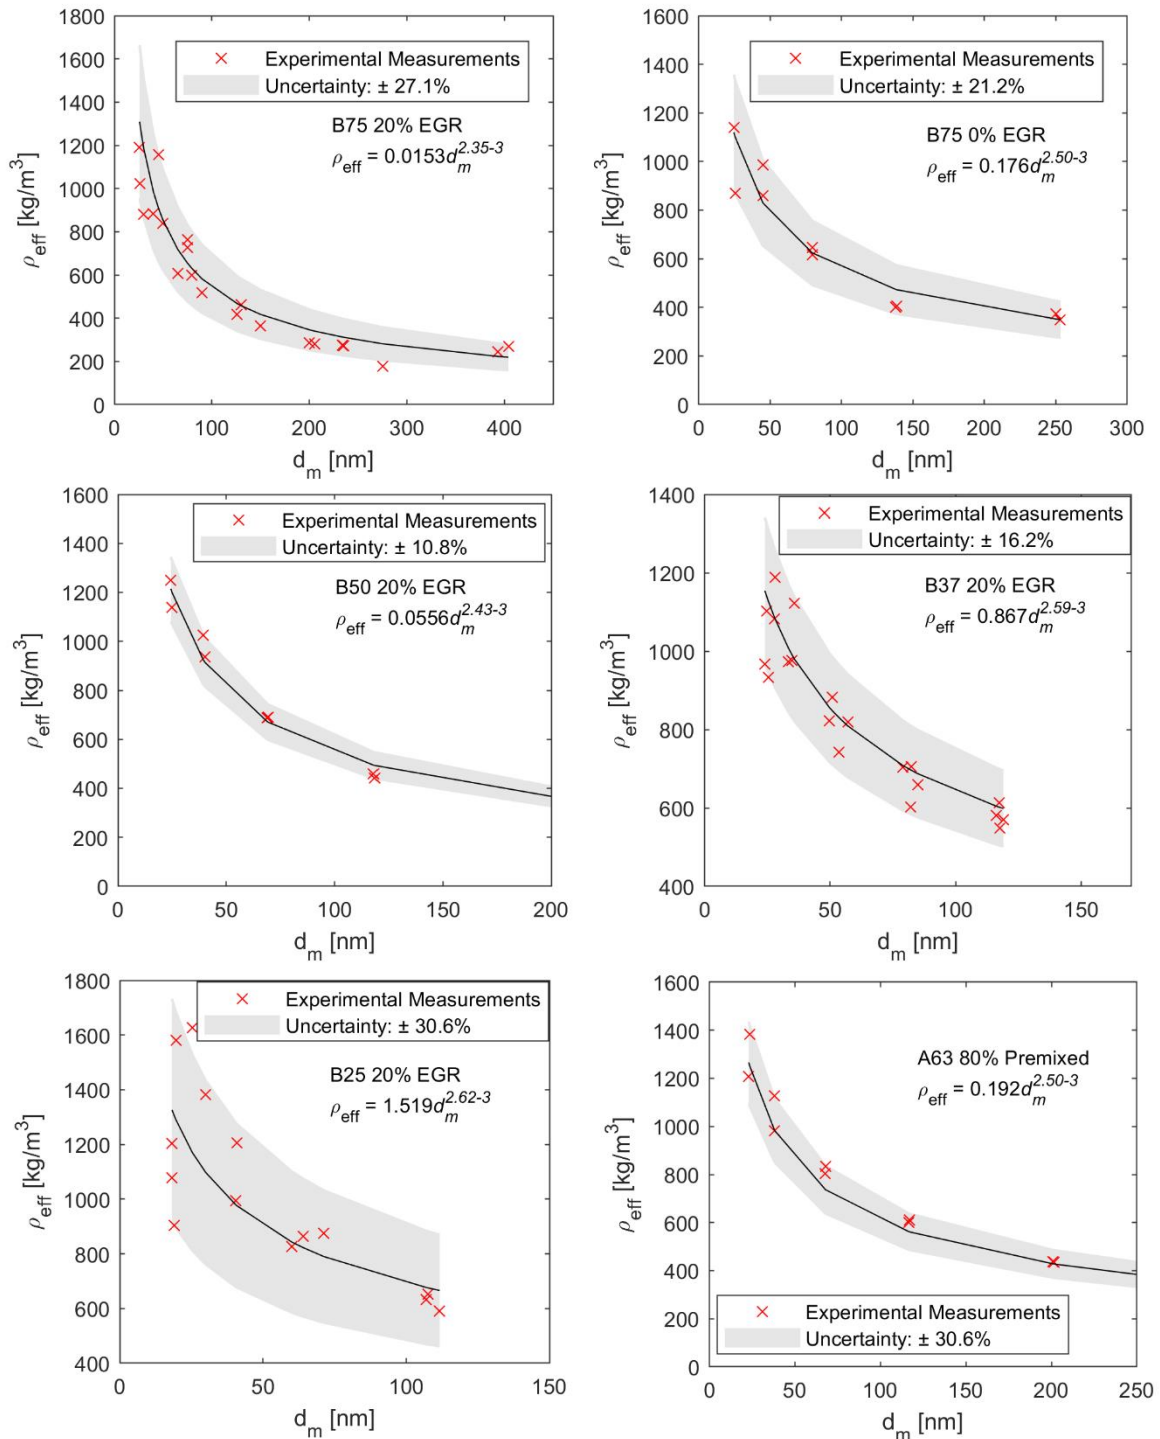 1800
1600
1400
1200
1000
800
600
400
200
0
0 100 200 300 400
ρeff [kg/m3]
dm [nm]
Experimental Measurements
Uncertainty: ± 27.1%
B75 20% EGR
ρeff = 0.0153dm2.35-3
1600
1400
1200
1000
800
600
400
200
0
0 50 100 150 200 250 300
ρeff [kg/m3]
dm [nm]
Experimental Measurements
Uncertainty: ± 21.2%
B75 0% EGR
ρeff = 0.176dm2.50-3
1600
1400
1200
1000
800
600
400
200
0
0 50 100 150 200
ρeff [kg/m3]
dm [nm]
Experimental Measurements
Uncertainty: ± 10.8%
B50 20% EGR
ρeff = 0.0556dm2.43-3
1400
1200
1000
800
600
400
0 50 100 150
ρeff [kg/m3]
dm [nm]
Experimental Measurements
Uncertainty: ± 16.2%
B37 20% EGR
ρeff = 0.867dm2.59-3
1800
1600
1400
1200
1000
800
600
400
0 50 100 150
ρeff [kg/m3]
dm [nm]
Experimental Measurements
Uncertainty: ± 30.6%
B25 20% EGR
ρeff = 1.519dm2.62-3
1600
1400
1200
1000
800
600
400
200
0
0 50 100 150 200 250
ρeff [kg/m3]
dm [nm]
A63 80% Premixed
ρeff = 0.192dm2.50-3
Experimental Measurements
Uncertainty: ± 30.6%